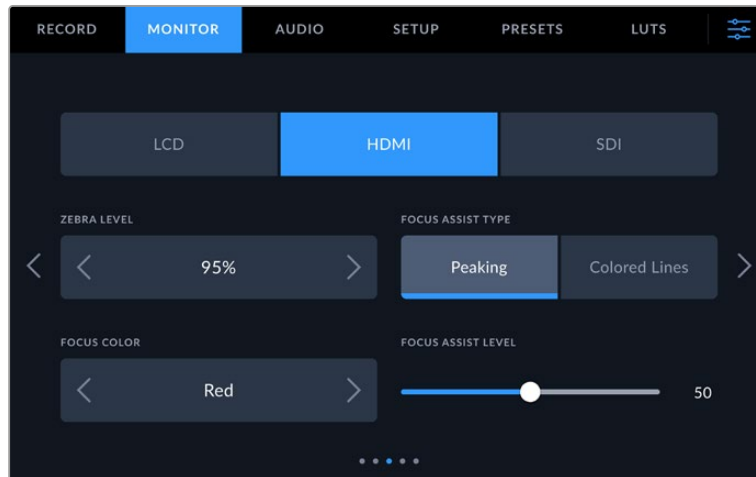 RECORD MONITOR AUDIO SETUP PRESETS LUTS
LCD HDMI SDI
ZEBRA LEVEL FOCUS ASSIST TYPE
95% Peaking Colored Lines
FOCUS COLOR FOCUS ASSIST LEVEL
Red 50